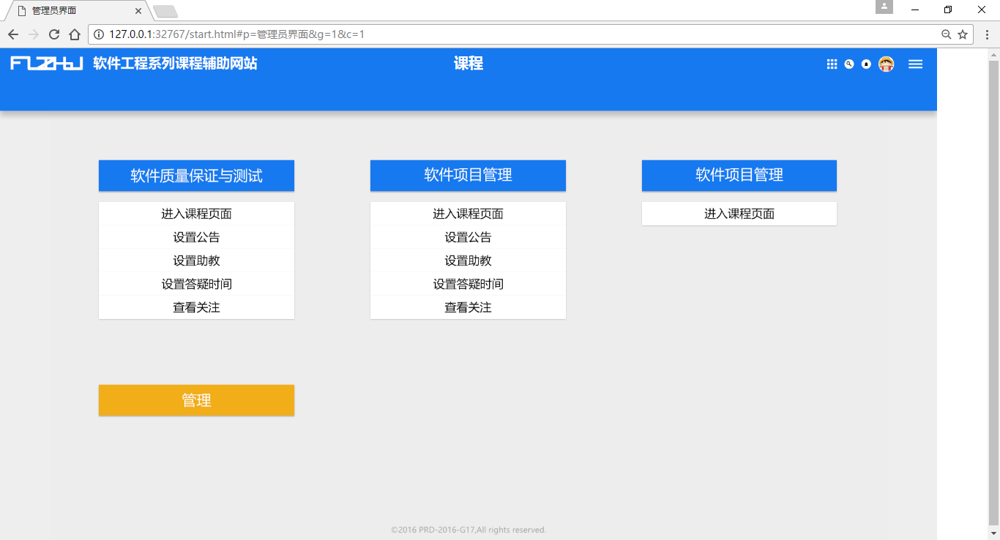 管理员界面
127.0.0.1:32767/start.html#p=管理员界面&g=1&c=1
软件工程系列课程辅助网站
课程
软件质量保证与测试
进入课程页面
设置公告
设置助教
设置答疑时间
查看关注
软件项目管理
进入课程页面
设置公告
设置助教
设置答疑时间
查看关注
软件项目管理
进入课程页面
管理
©2016 PRD-2016-G17,All rights reserved.